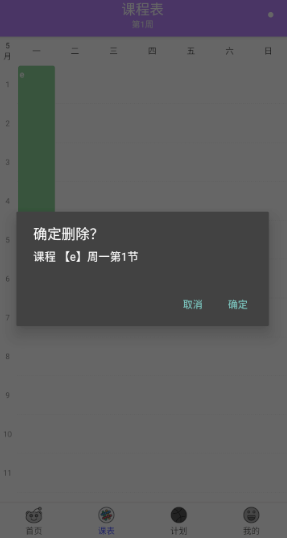 课程表
第1周
5月 一 二 三 四 五 六 日
1
e
2
3
4
确定删除?
课程 【e】周一第1节
5
6
取消 确定
7
8
9
10
11
首页 课表 计划 我的